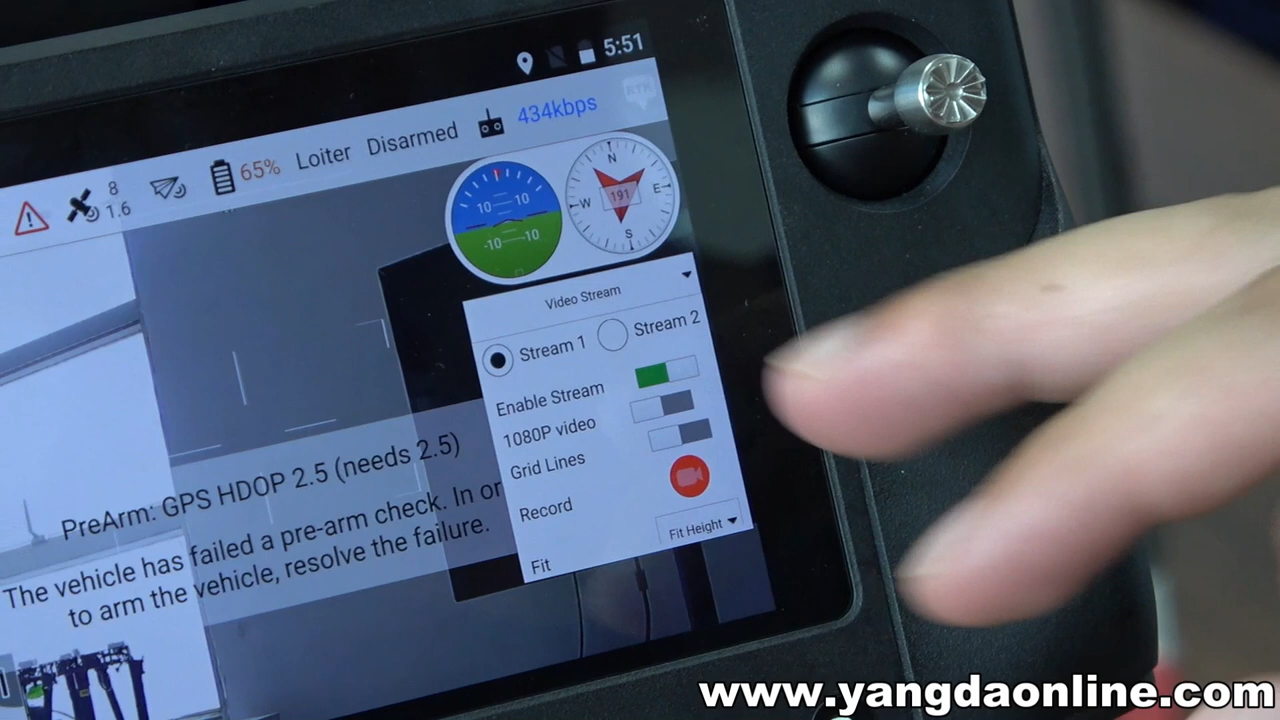 5:51
8
1.6
65%
Loiter
Disarmed
434kbps
RTK
10 10
-10 -10
N
W
E
S
191
Video Stream
Stream 1
Stream 2
Enable Stream
1080P video
Grid Lines
Record
Fit
Fit Height
PreArm: GPS HDOP 2.5 (needs 2.5)
The vehicle has failed a pre-arm check. In or
to arm the vehicle, resolve the failure.
www.yangdaonline.com